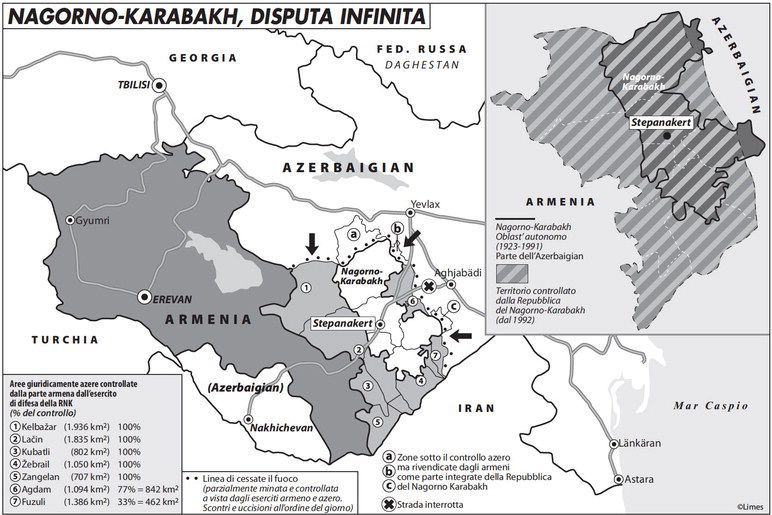 NAGORNO-KARABAKH, DISPUTA INFINITA
GEORGIA
FED. RUSSA
DAGHESTAN
TBILISI
AZERBAIGIAN
Gyumri
Yevlax
a
b
Nagorno-
Karabakh
Aghjabädi
1
6
c
EREVAN
ARMENIA
Stepanakert
TURCHIA
2
7
3
4
5
(Azerbaigian)
Nakhichevan
IRAN
Mar Caspio
Länkäran
Astara
AZERBAIGIAN
Nagorno-
Karabakh
Stepanakert
ARMENIA
Nagorno-Karabakh
Oblast’ autonomo
(1923-1991)
Parte dell’Azerbaigian
Territorio controllato
dalla Repubblica
del Nagorno-Karabakh
(dal 1992)
Aree giuridicamente azere controllate
dalla parte armena dall’esercito
di difesa della RNK
(% del controllo)
1 Kelbažar (1.936 km²) 100%
2 Lačin (1.835 km²) 100%
3 Kubatli (802 km²) 100%
4 Žebrail (1.050 km²) 100%
5 Zangelan (707 km²) 100%
6 Agdam (1.094 km²) 77% = 842 km²
7 Fuzuli (1.386 km²) 33% = 462 km²
Linea di cessate il fuoco
(parzialmente minata e controllata
a vista dagli eserciti armeno e azero.
Scontri e uccisioni all’ordine del giorno)
a Zone sotto il controllo azero
b ma rivendicate dagli armeni
come parte integrate della Repubblica
c del Nagorno Karabakh
Strada interrotta
©Limes